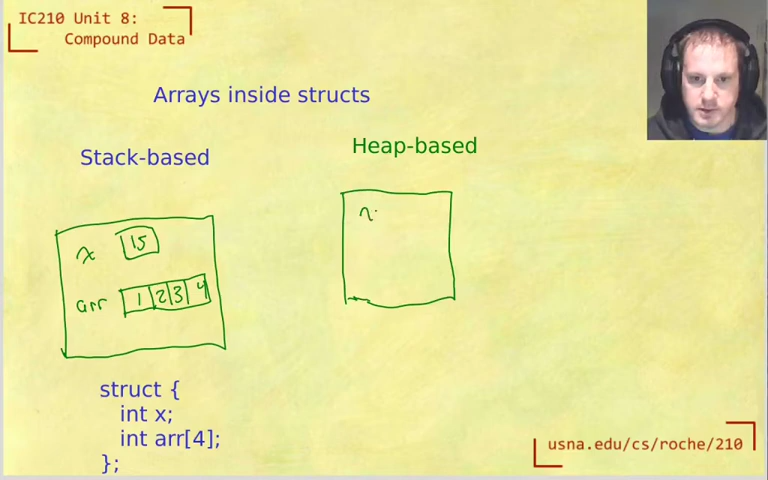 IC210 Unit 8:
Compound Data
Arrays inside structs
Stack-based
Heap-based
x 15
arr 1 2 3 4
struct {
int x;
int arr[4];
};
usna.edu/cs/roche/210